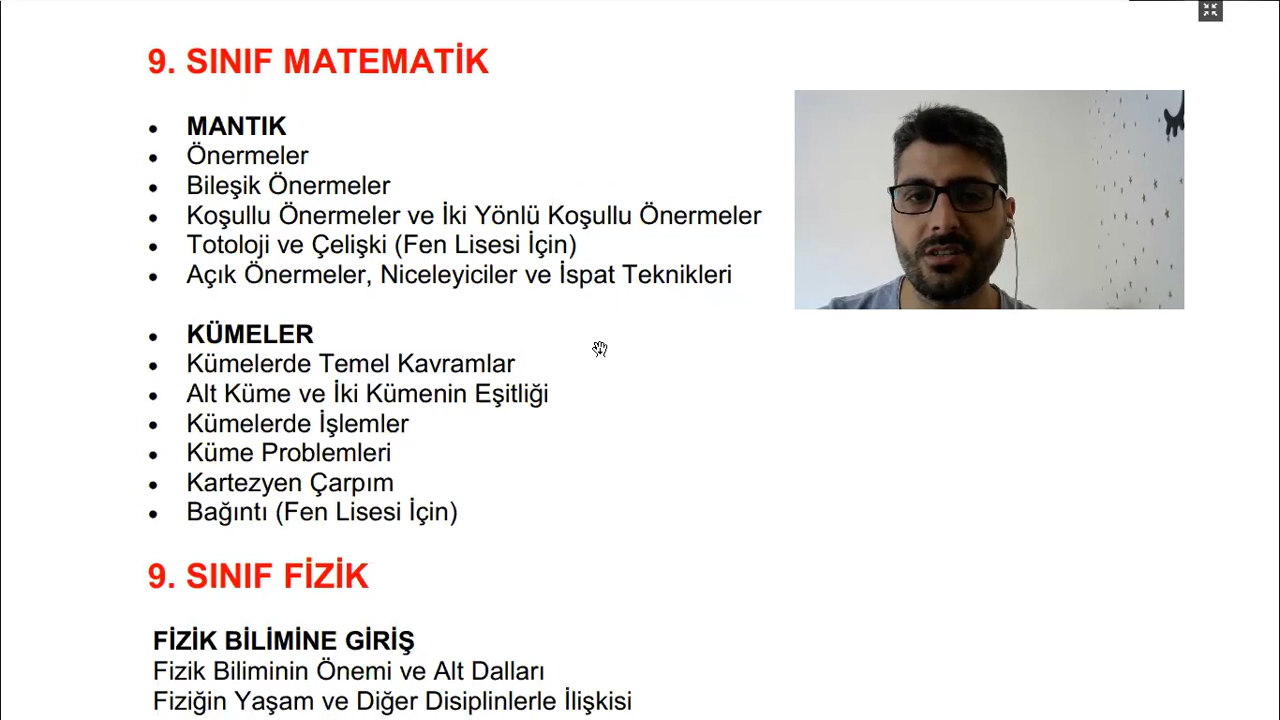 9. SINIF MATEMATİK
MANTIK
Önermeler
Bileşik Önermeler
Koşullu Önermeler ve İki Yönlü Koşullu Önermeler
Totoloji ve Çelişki (Fen Lisesi İçin)
Açık Önermeler, Niceleyiciler ve İspat Teknikleri
KÜMELER
Kümelerde Temel Kavramlar
Alt Küme ve İki Kümenin Eşitliği
Kümelerde İşlemler
Küme Problemleri
Kartezyen Çarpım
Bağıntı (Fen Lisesi İçin)
9. SINIF FİZİK
FİZİK BİLİMİNE GİRİŞ
Fizik Biliminin Önemi ve Alt Dalları
Fiziğin Yaşam ve Diğer Disiplinlerle İlişkisi